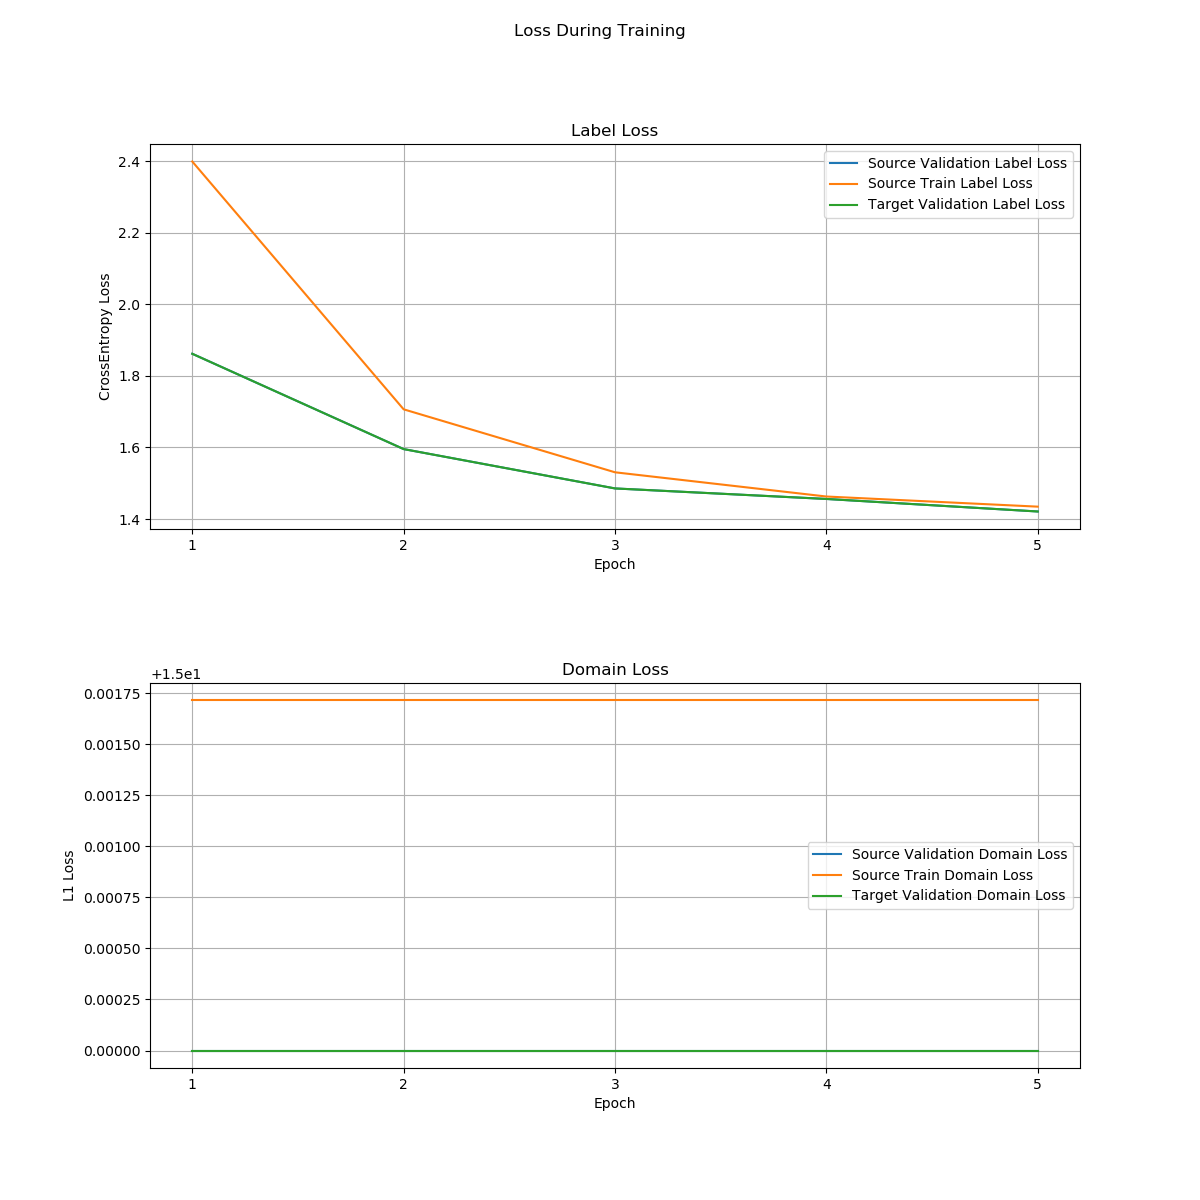 Loss During Training
Label Loss
2.4
2.2
2.0
1.8
1.6
1.4
CrossEntropy Loss
Source Validation Label Loss
Source Train Label Loss
Target Validation Label Loss
1 2 3 4 5
Epoch
Domain Loss
+1.5e1
0.00175
0.00150
0.00125
0.00100
0.00075
0.00050
0.00025
0.00000
L1 Loss
Source Validation Domain Loss
Source Train Domain Loss
Target Validation Domain Loss
1 2 3 4 5
Epoch